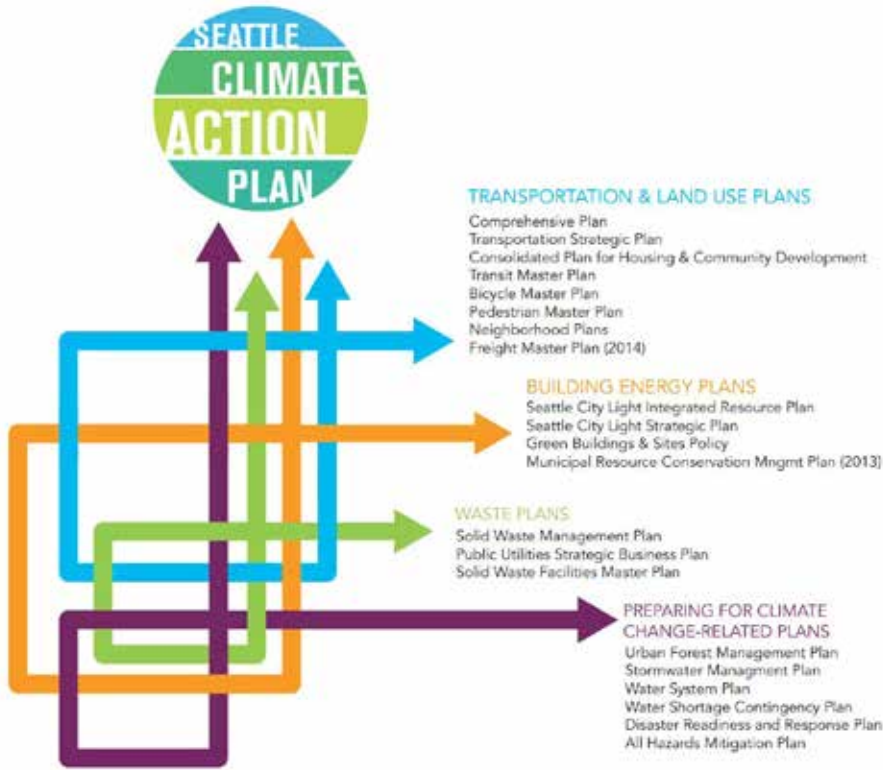 SEATTLE
CLIMATE
ACTION
PLAN
TRANSPORTATION & LAND USE PLANS
Comprehensive Plan
Transportation Strategic Plan
Consolidated Plan for Housing & Community Development
Transit Master Plan
Bicycle Master Plan
Pedestrian Master Plan
Neighborhood Plans
Freight Master Plan (2014)
BUILDING ENERGY PLANS
Seattle City Light Integrated Resource Plan
Seattle City Light Strategic Plan
Green Buildings & Sites Policy
Municipal Resource Conservation Mngmt Plan (2013)
WASTE PLANS
Solid Waste Management Plan
Public Utilities Strategic Business Plan
Solid Waste Facilities Master Plan
PREPARING FOR CLIMATE
CHANGE-RELATED PLANS
Urban Forest Management Plan
Stormwater Managment Plan
Water System Plan
Water Shortage Contingency Plan
Disaster Readiness and Response Plan
All Hazards Mitigation Plan